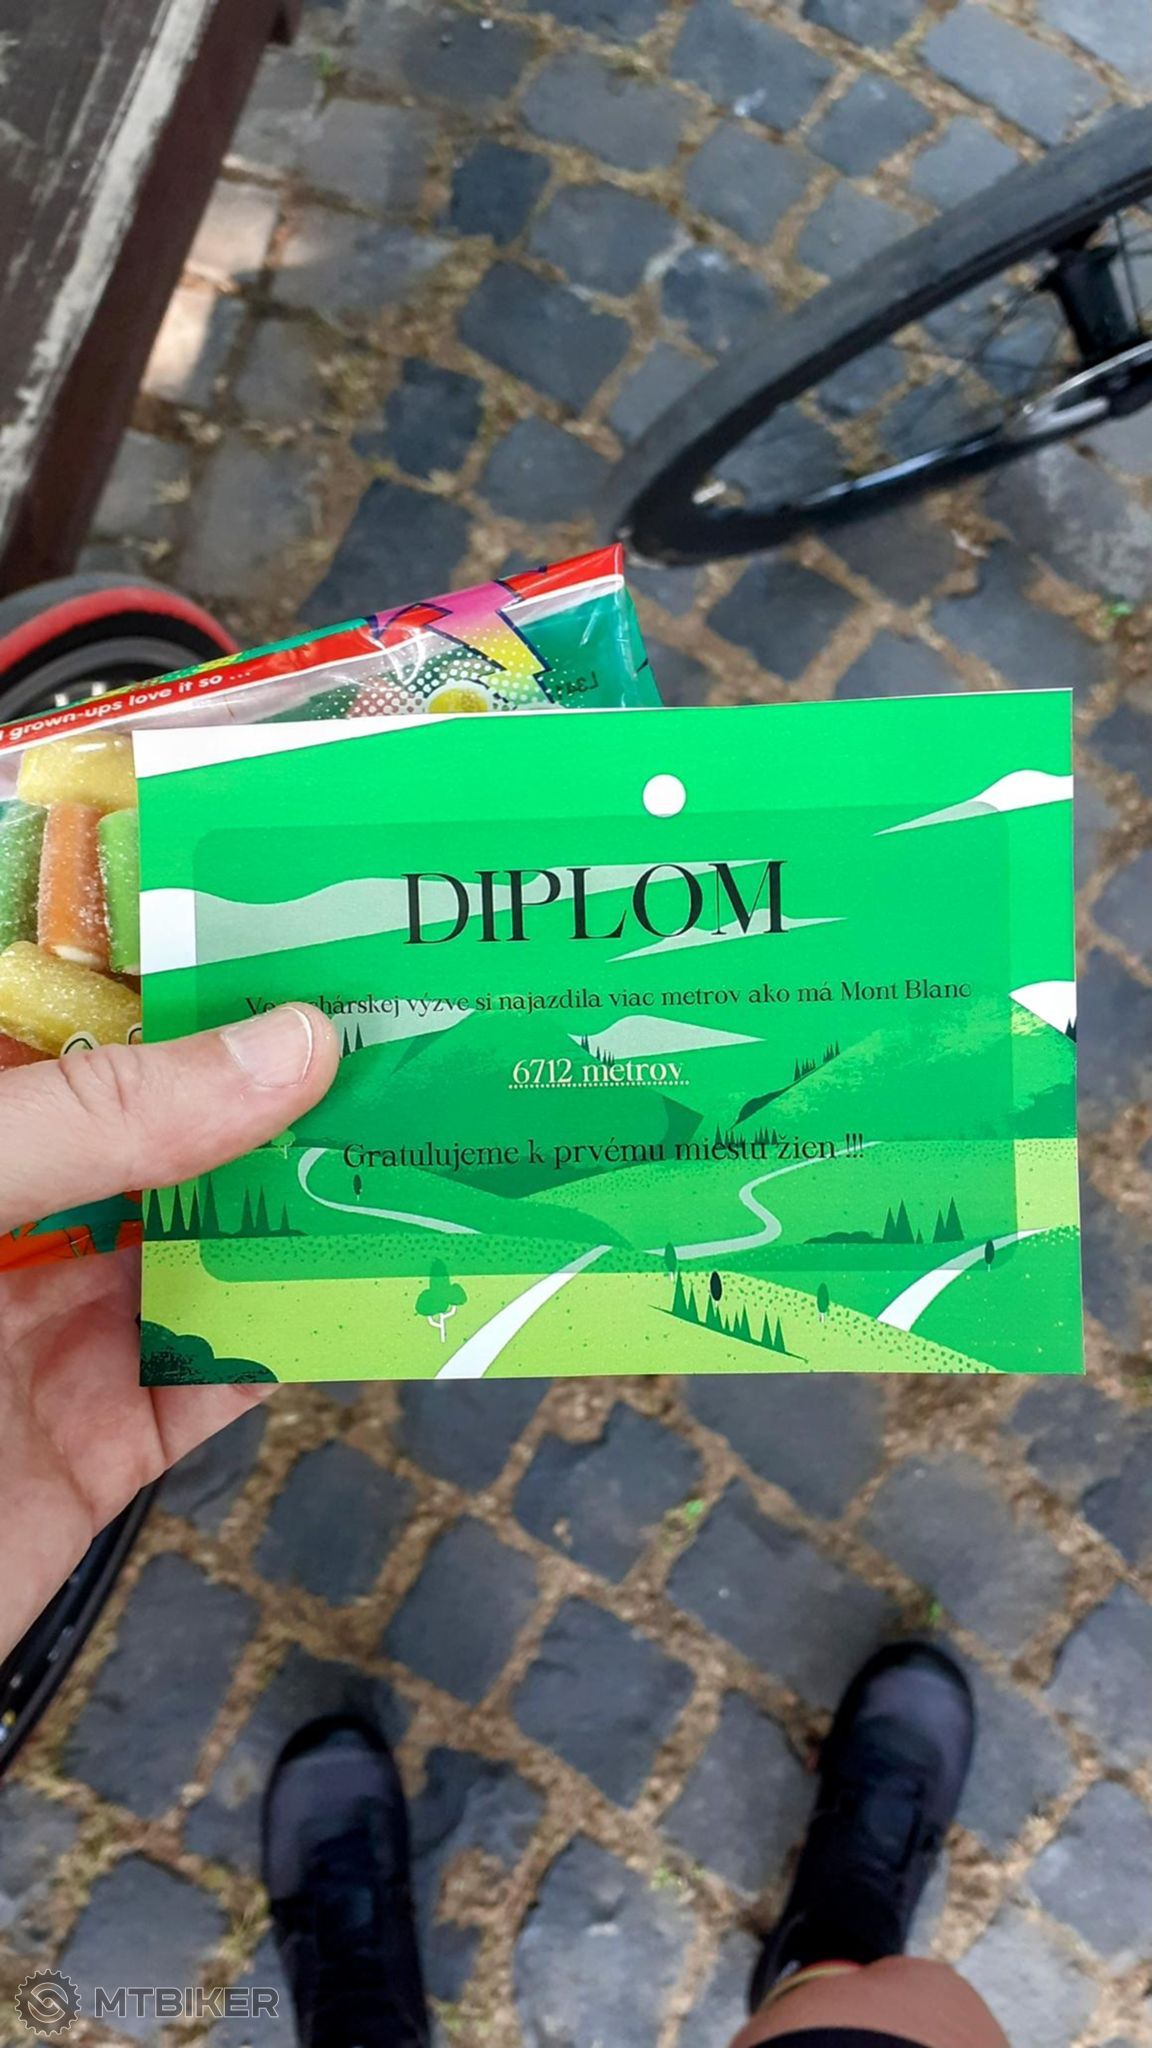 grown-ups love it so ...
DIPLOM
výzve si najazdila viac metrov ako má Mont Blanc
6712 metrov
Gratulujeme k prvému miestu žien !!!
MTBIKER